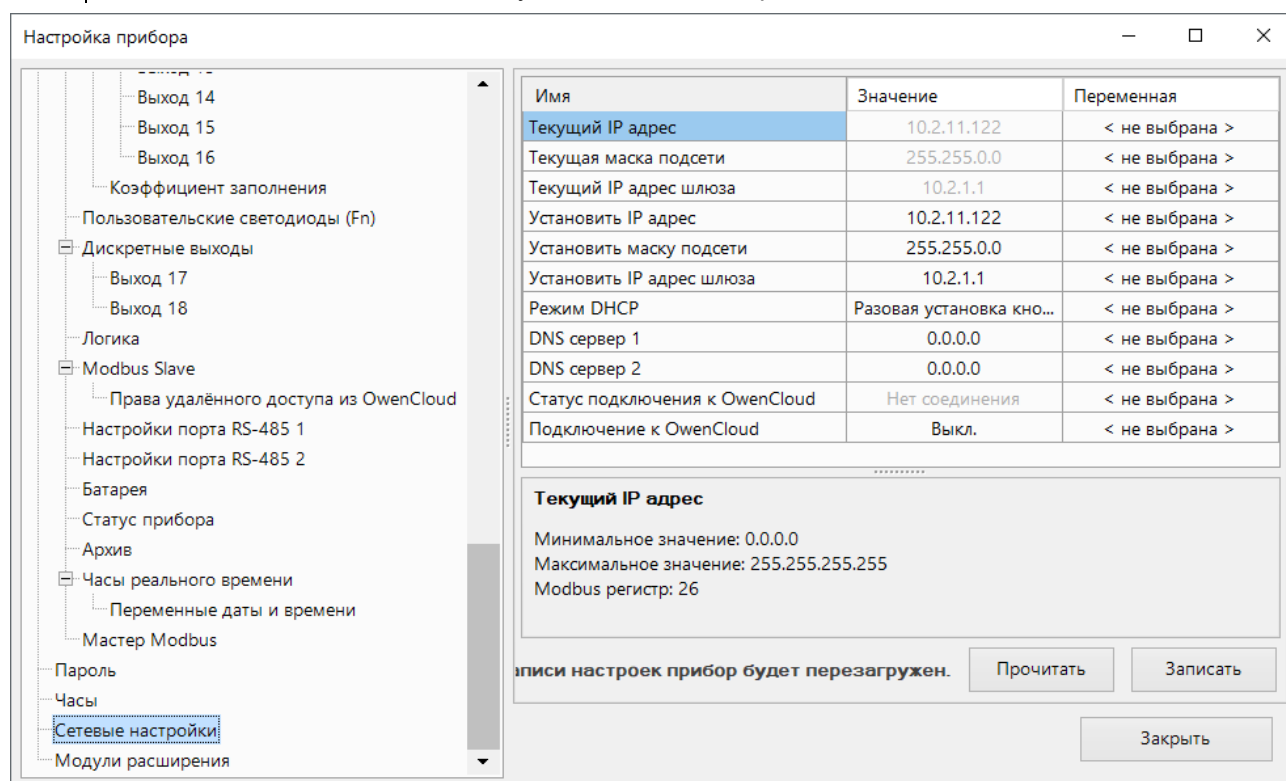 Настройка прибора
Выход 14
Выход 15
Выход 16
Коэффициент заполнения
Пользовательские светодиоды (Fn)
Дискретные выходы
Выход 17
Выход 18
Логика
Modbus Slave
Права удалённого доступа из OwenCloud
Настройки порта RS-485 1
Настройки порта RS-485 2
Батарея
Статус прибора
Архив
Часы реального времени
Переменные даты и времени
Мастер Modbus
Пароль
Часы
Сетевые настройки
Модули расширения
Имя Значение Переменная
Текущий IP адрес 10.2.11.122 < не выбрана >
Текущая маска подсети 255.255.0.0 < не выбрана >
Текущий IP адрес шлюза 10.2.1.1 < не выбрана >
Установить IP адрес 10.2.11.122 < не выбрана >
Установить маску подсети 255.255.0.0 < не выбрана >
Установить IP адрес шлюза 10.2.1.1 < не выбрана >
Режим DHCP Разовая установка кно... < не выбрана >
DNS сервер 1 0.0.0.0 < не выбрана >
DNS сервер 2 0.0.0.0 < не выбрана >
Статус подключения к OwenCloud Нет соединения < не выбрана >
Подключение к OwenCloud Выкл. < не выбрана >
Текущий IP адрес
Минимальное значение: 0.0.0.0
Максимальное значение: 255.255.255.255
Modbus регистр: 26
писи настроек прибор будет перезагружен. Прочитать Записать
Закрыть